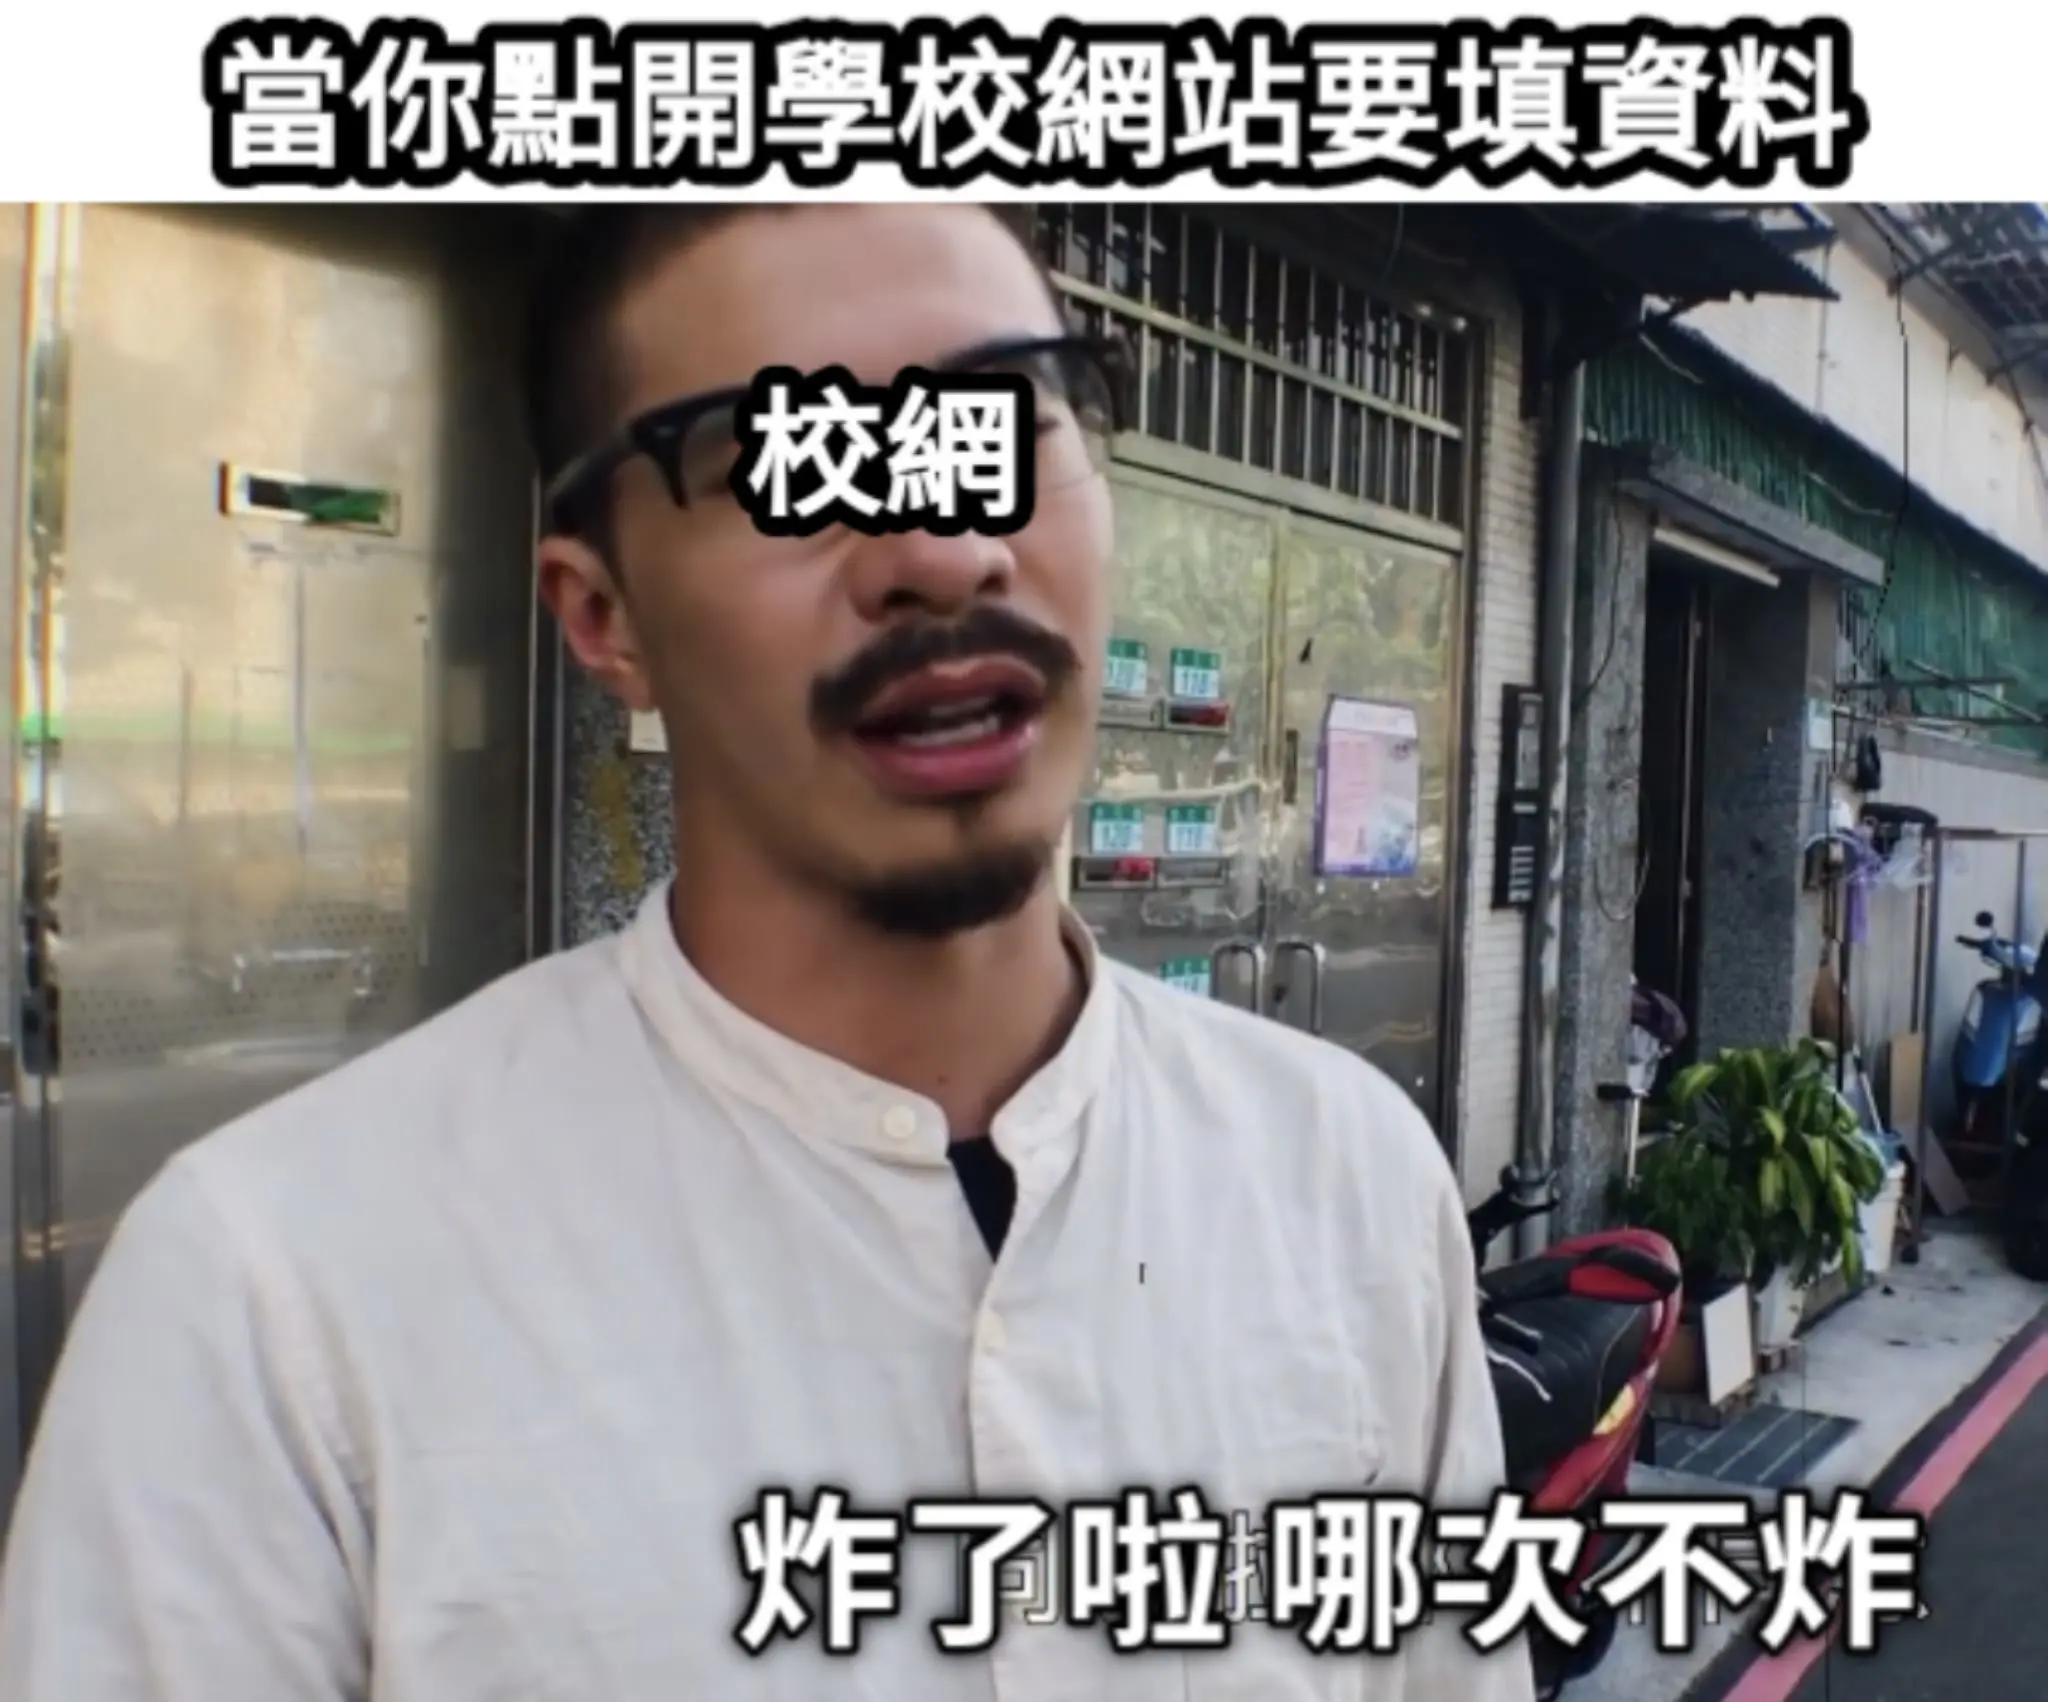 當你點開學校網站要填資料
校網
炸了啦 哪次不炸